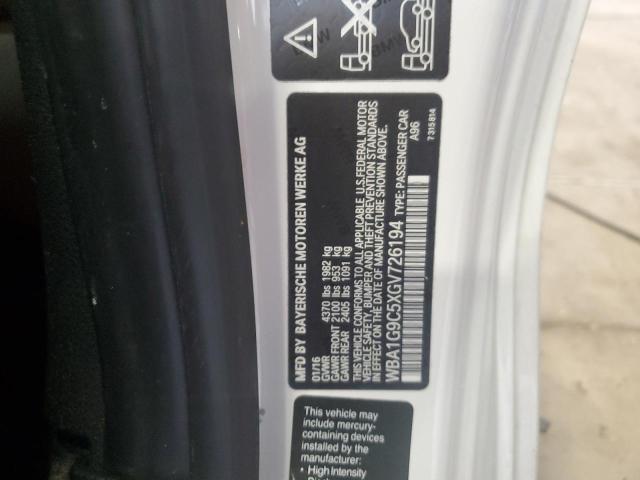 MFD BY BAYERISCHE MOTOREN WERKE AG
01/16
GVWR 4370 lbs 1982 kg
GAWR FRONT 2100 lbs 953 kg
GAWR REAR 2405 lbs 1091 kg
THIS VEHICLE CONFORMS TO ALL APPLICABLE U.S. FEDERAL MOTOR
VEHICLE SAFETY, BUMPER AND THEFT PREVENTION STANDARDS
IN EFFECT ON THE DATE OF MANUFACTURE SHOWN ABOVE.
WBA1G9C5XGV726194 TYPE: PASSENGER CAR
A96
7 315 814
This vehicle may
include mercury-
containing devices
installed by the
manufacturer:
• High Intensity